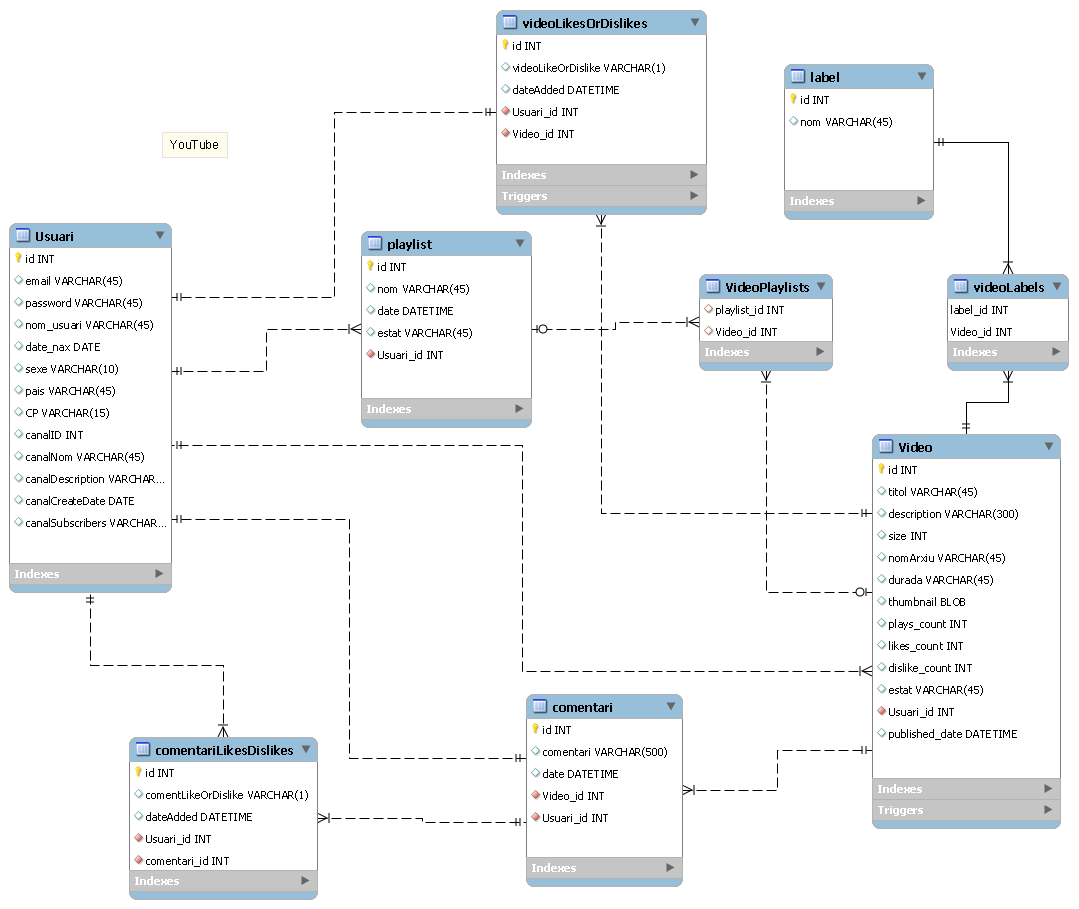 YouTube
videoLikesOrDislikes
id INT
videoLikeOrDislike VARCHAR(1)
dateAdded DATETIME
Usuari_id INT
Video_id INT
Indexes
Triggers
label
id INT
nom VARCHAR(45)
Indexes
Usuari
id INT
email VARCHAR(45)
password VARCHAR(45)
nom_usuari VARCHAR(45)
date_nax DATE
sexe VARCHAR(10)
pais VARCHAR(45)
CP VARCHAR(15)
canalID INT
canalNom VARCHAR(45)
canalDescription VARCHAR...
canalCreateDate DATE
canalSubscribers VARCHAR...
Indexes
playlist
id INT
nom VARCHAR(45)
date DATETIME
estat VARCHAR(45)
Usuari_id INT
Indexes
VideoPlaylists
playlist_id INT
Video_id INT
Indexes
videoLabels
label_id INT
Video_id INT
Indexes
Video
id INT
titol VARCHAR(45)
description VARCHAR(300)
size INT
nomArxiu VARCHAR(45)
durada VARCHAR(45)
thumbnail BLOB
plays_count INT
likes_count INT
dislike_count INT
estat VARCHAR(45)
Usuari_id INT
published_date DATETIME
Indexes
Triggers
comentari
id INT
comentari VARCHAR(500)
date DATETIME
Video_id INT
Usuari_id INT
Indexes
comentariLikesDislikes
id INT
comentLikeOrDislike VARCHAR(1)
dateAdded DATETIME
Usuari_id INT
comentari_id INT
Indexes